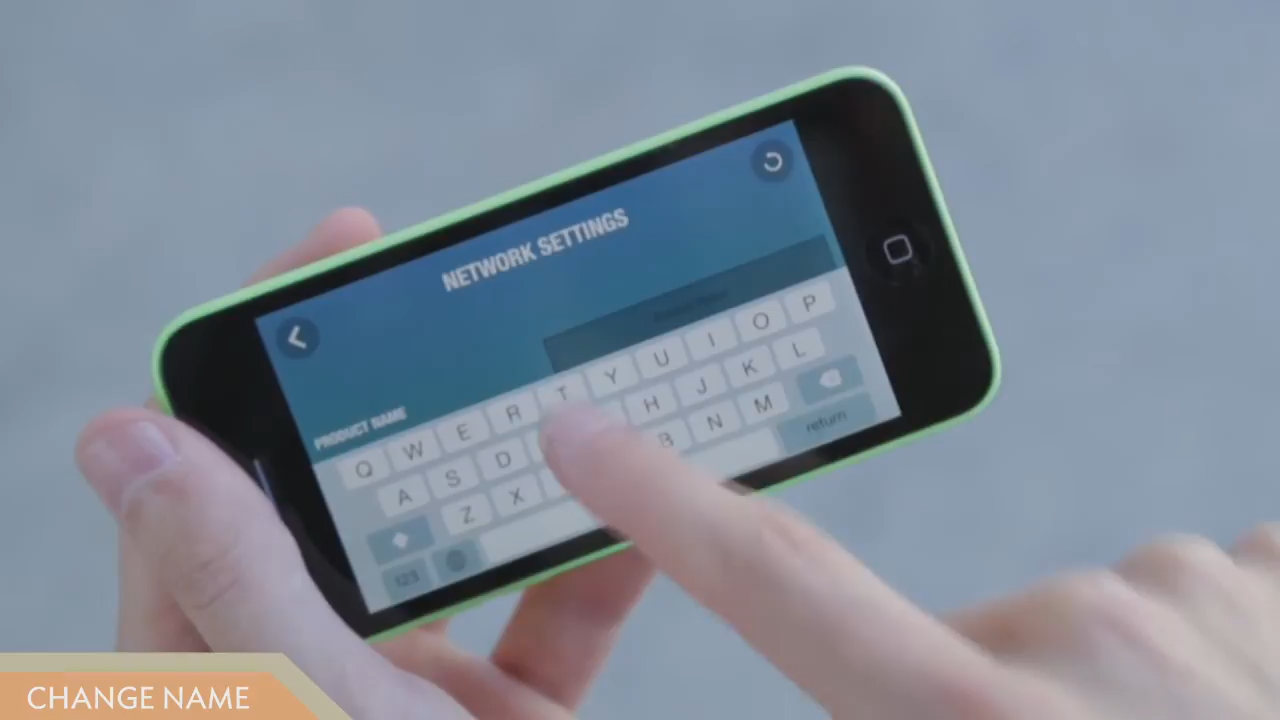 NETWORK SETTINGS
PRODUCT NAME
Q W E R T Y U I O P
A S D H J K L
Z X B N M
123 return
CHANGE NAME